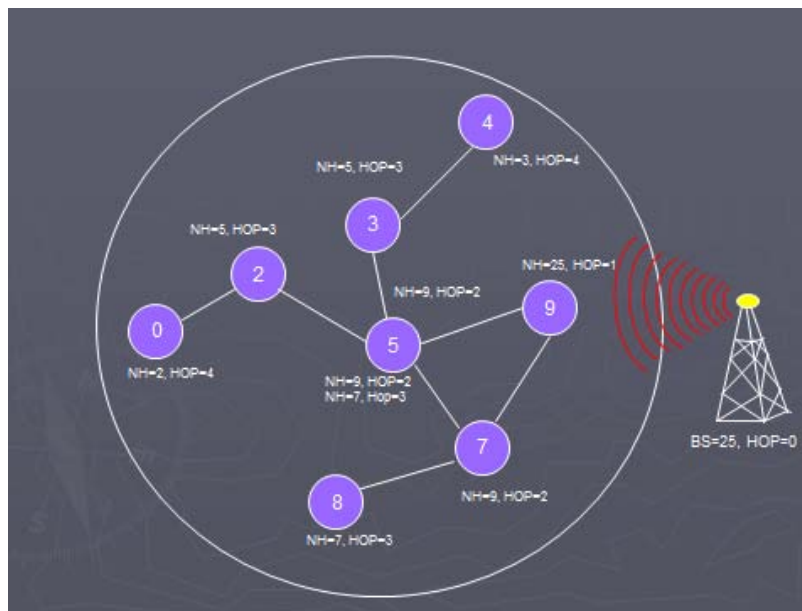 4
NH=3, HOP=4
NH=5, HOP=3
3
NH=5, HOP=3
2
NH=25, HOP=1
NH=9, HOP=2
9
0
5
NH=2, HOP=4
NH=9, HOP=2
NH=7, Hop=3
BS=25, HOP=0
7
NH=9, HOP=2
8
NH=7, HOP=3